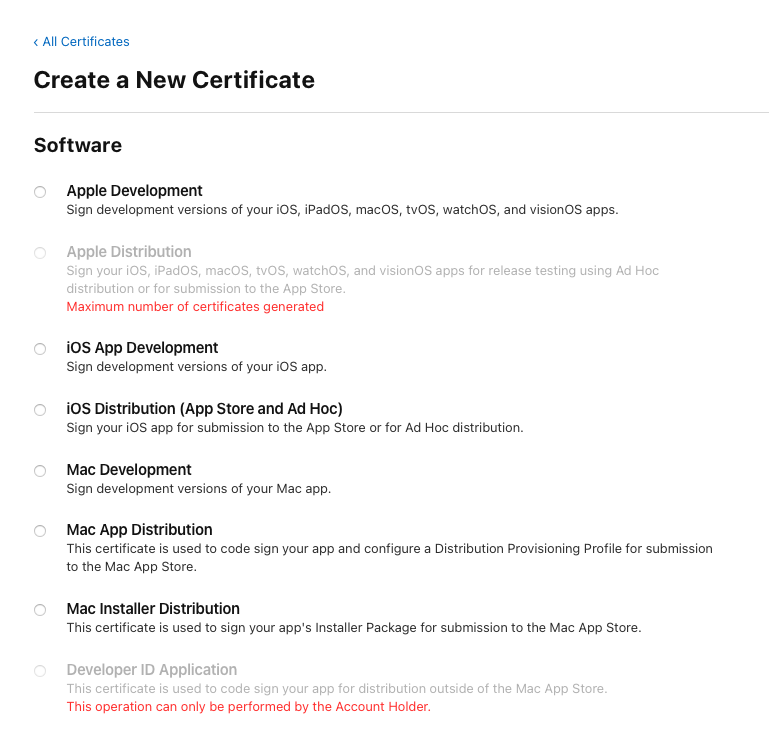 ‹ All Certificates
Create a New Certificate
Software
Apple Development
Sign development versions of your iOS, iPadOS, macOS, tvOS, watchOS, and visionOS apps.
Apple Distribution
Sign your iOS, iPadOS, macOS, tvOS, watchOS, and visionOS apps for release testing using Ad Hoc
distribution or for submission to the App Store.
Maximum number of certificates generated
iOS App Development
Sign development versions of your iOS app.
iOS Distribution (App Store and Ad Hoc)
Sign your iOS app for submission to the App Store or for Ad Hoc distribution.
Mac Development
Sign development versions of your Mac app.
Mac App Distribution
This certificate is used to code sign your app and configure a Distribution Provisioning Profile for submission
to the Mac App Store.
Mac Installer Distribution
This certificate is used to sign your app's Installer Package for submission to the Mac App Store.
Developer ID Application
This certificate is used to code sign your app for distribution outside of the Mac App Store.
This operation can only be performed by the Account Holder.